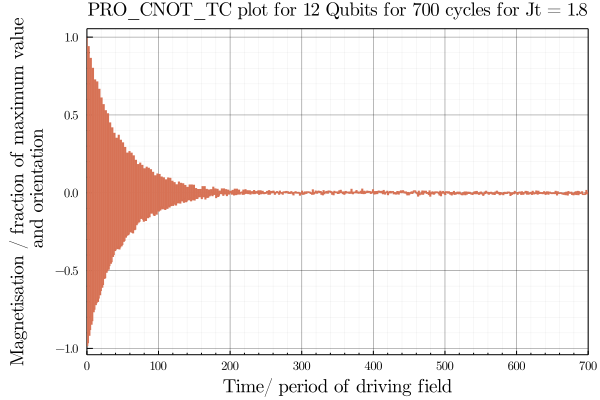 PRO_CNOT_TC plot for 12 Qubits for 700 cycles for Jt = 1.8
Magnetisation / fraction of maximum value
and orientation
1.0
0.5
0.0
−0.5
−1.0
0 100 200 300 400 500 600 700
Time/ period of driving field